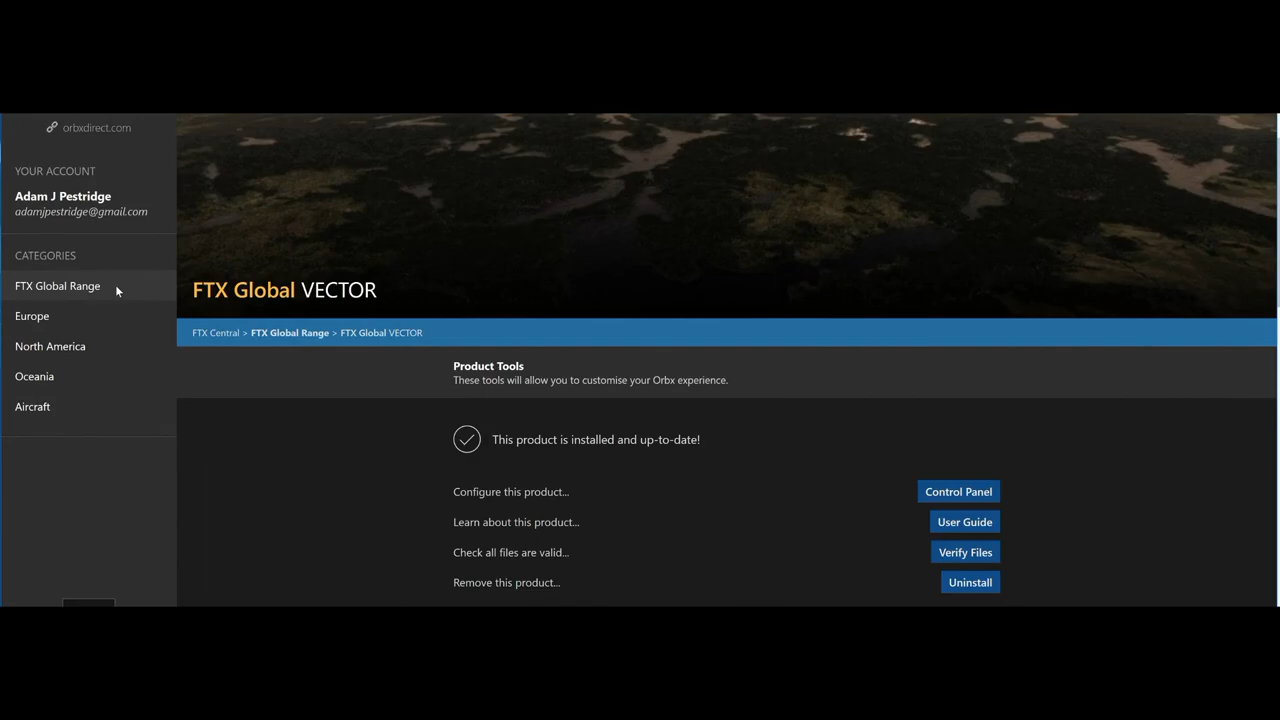 orbxdirect.com
YOUR ACCOUNT
Adam J Pestridge
adamjpestridge@gmail.com
CATEGORIES
FTX Global Range
Europe
North America
Oceania
Aircraft
FTX Global VECTOR
FTX Central > FTX Global Range > FTX Global VECTOR
Product Tools
These tools will allow you to customise your Orbx experience.
This product is installed and up-to-date!
Configure this product... Control Panel
Learn about this product... User Guide
Check all files are valid... Verify Files
Remove this product... Uninstall